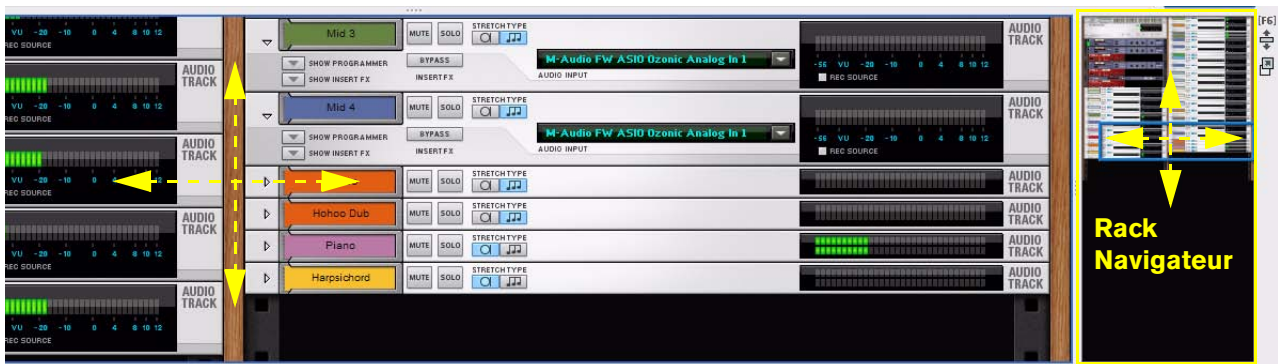 VU -20 -10 0 4 8 10 12
REC SOURCE
AUDIO
TRACK
VU -20 -10 0 4 8 10 12
REC SOURCE
AUDIO
TRACK
VU -20 -10 0 4 12
REC SOURCE
AUDIO
TRACK
VU -20 -10 0 4 8 10 12
REC SOURCE
AUDIO
TRACK
VU -20 -10 0 4 8 10 12
Mid 3
MUTE SOLO
STRETCH TYPE
SHOW PROGRAMMER
SHOW INSERT FX
BYPASS
INSERT FX
M-Audio FW ASIO Ozonic Analog In 1
AUDIO INPUT
-56 VU -20 -10 0 4 8 10 12
REC SOURCE
AUDIO
TRACK
Mid 4
MUTE SOLO
STRETCH TYPE
SHOW PROGRAMMER
SHOW INSERT FX
BYPASS
INSERT FX
M-Audio FW ASIO Ozonic Analog In 1
AUDIO INPUT
-56 VU -20 -10 0 4 8 10 12
REC SOURCE
AUDIO
TRACK
MUTE SOLO
STRETCH TYPE
AUDIO
TRACK
Hohoo Dub
MUTE SOLO
STRETCH TYPE
AUDIO
TRACK
Piano
MUTE SOLO
STRETCH TYPE
AUDIO
TRACK
Harpsichord
MUTE SOLO
STRETCH TYPE
AUDIO
TRACK
[F6]
Rack
Navigateur